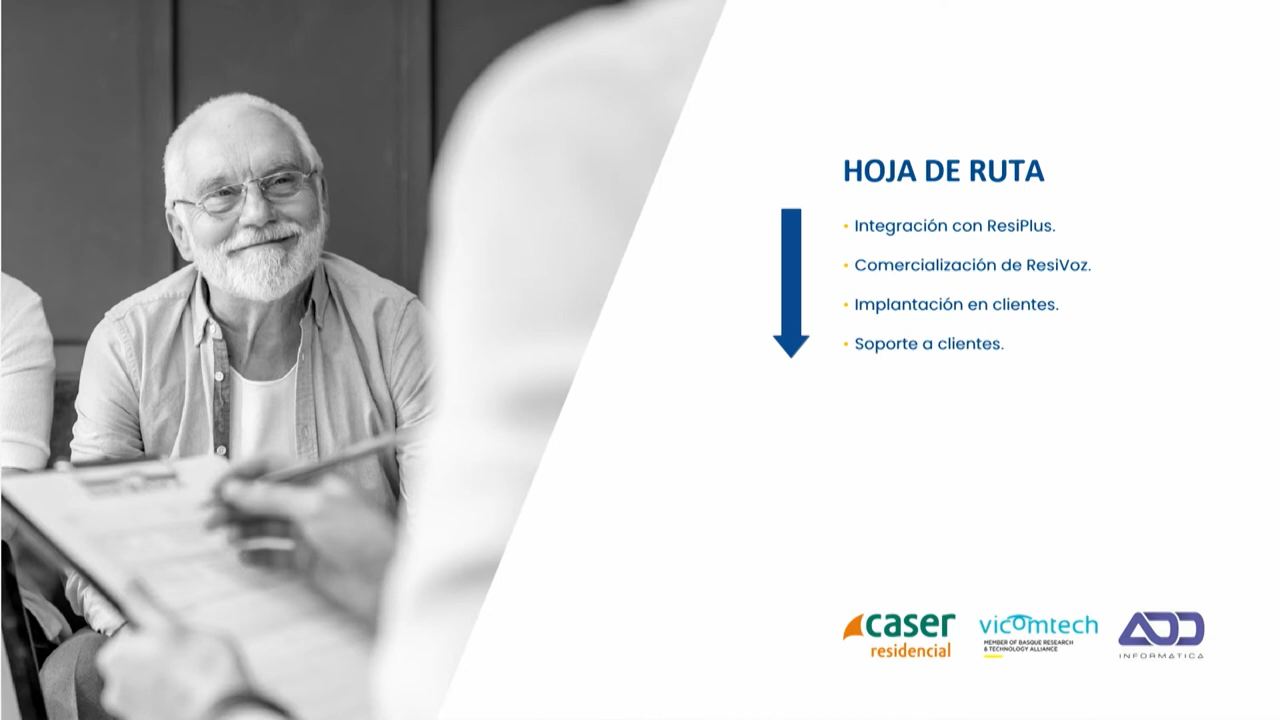 HOJA DE RUTA
• Integración con ResiPlus.
• Comercialización de ResiVoz.
• Implantación en clientes.
• Soporte a clientes.
caser
residencial
vicomtech
MEMBER OF BASQUE RESEARCH
& TECHNOLOGY ALLIANCE
ADD
INFORMATICA